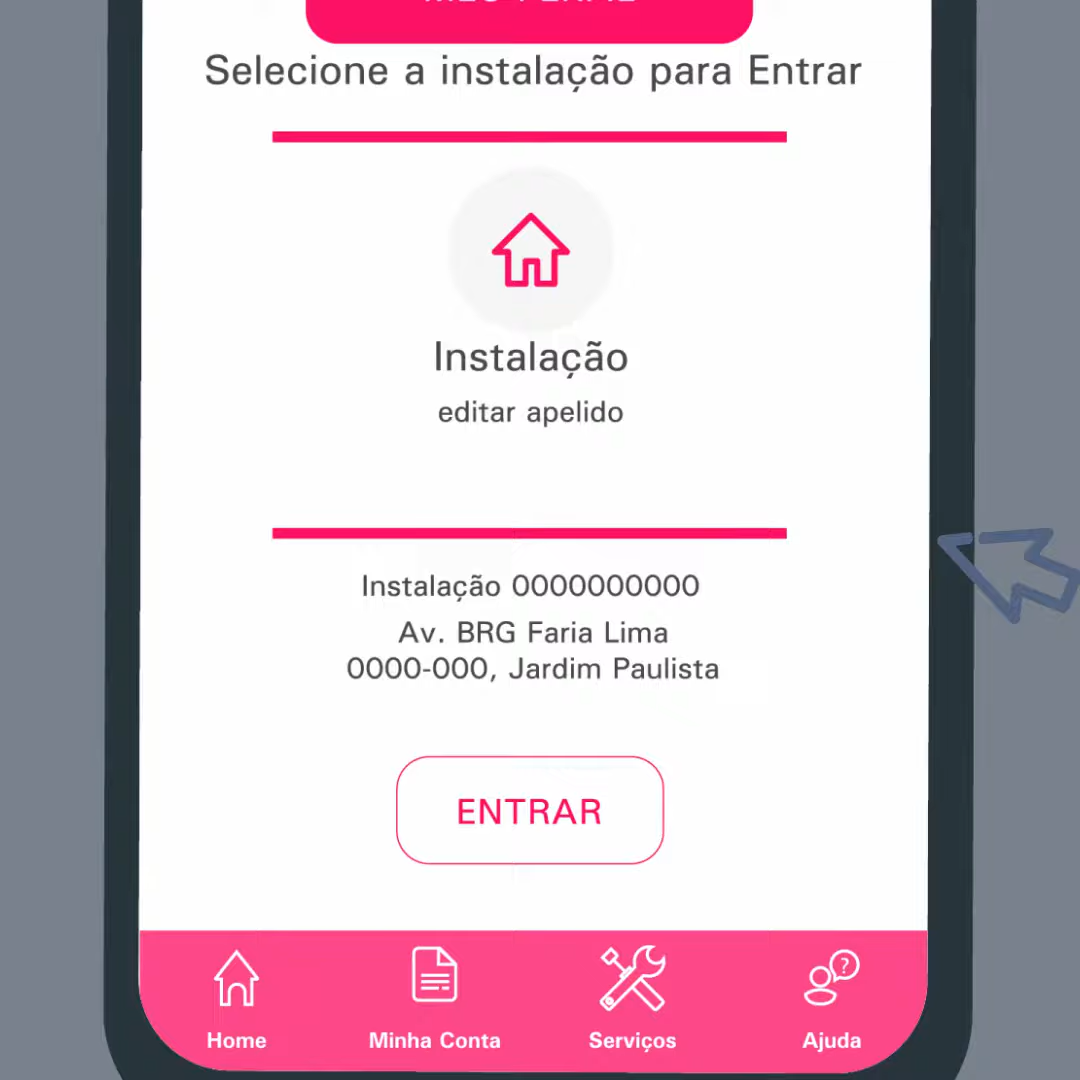 Selecione a instalação para Entrar
Instalação
editar apelido
Instalação 0000000000
Av. BRG Faria Lima
0000-000, Jardim Paulista
ENTRAR
Home
Minha Conta
Serviços
Ajuda